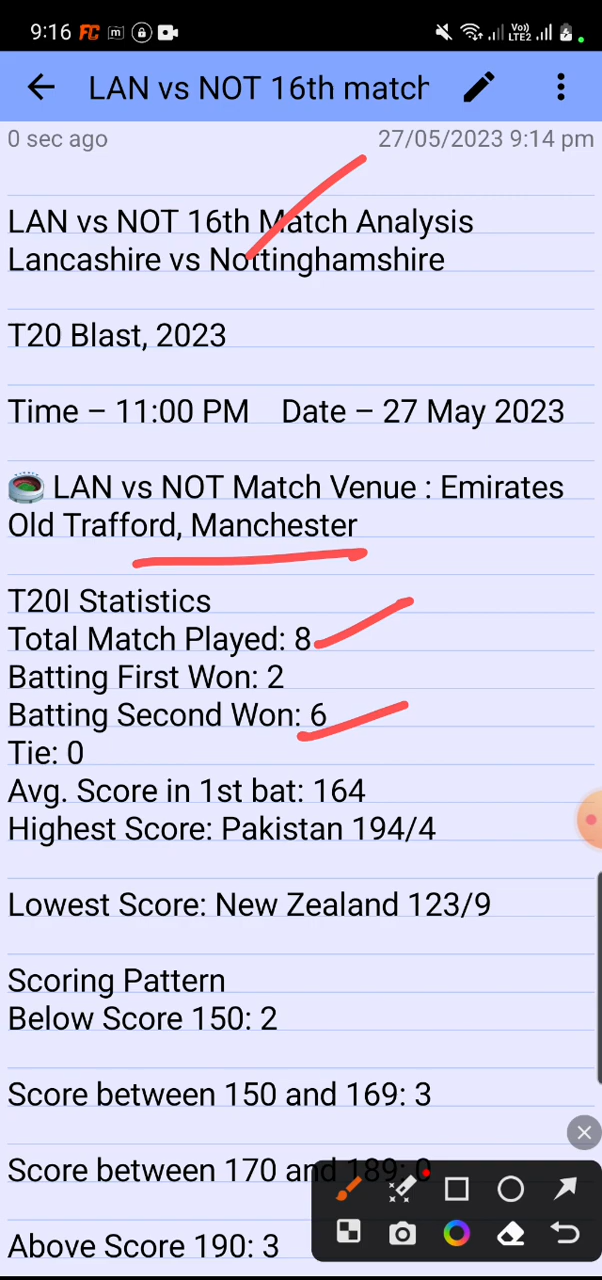 9:16 FC m Vo)) LTE2
LAN vs NOT 16th match
0 sec ago 27/05/2023 9:14 pm
LAN vs NOT 16th Match Analysis
Lancashire vs Nottinghamshire
T20 Blast, 2023
Time – 11:00 PM Date – 27 May 2023
LAN vs NOT Match Venue : Emirates
Old Trafford, Manchester
T20I Statistics
Total Match Played: 8
Batting First Won: 2
Batting Second Won: 6
Tie: 0
Avg. Score in 1st bat: 164
Highest Score: Pakistan 194/4
Lowest Score: New Zealand 123/9
Scoring Pattern
Below Score 150: 2
Score between 150 and 169: 3
Score between 170 and 189: 0
Above Score 190: 3